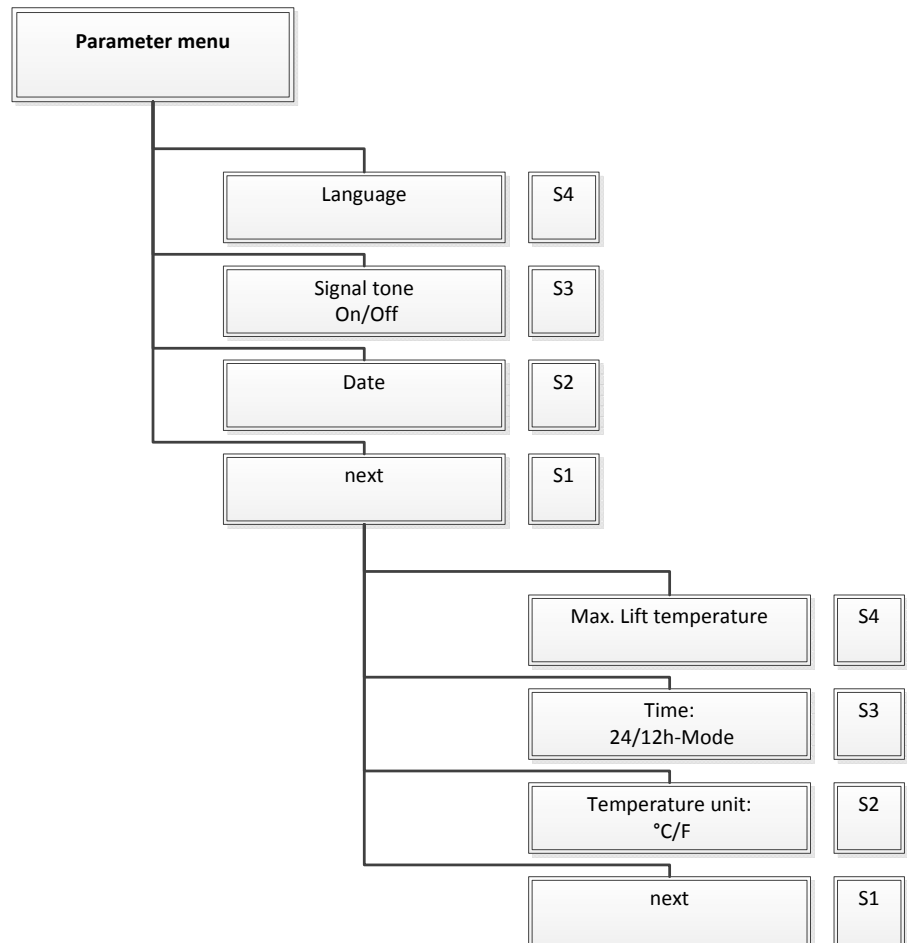 Parameter menu
Language
S4
Signal tone
On/Off
S3
Date
S2
next
S1
Max. Lift temperature
S4
Time:
24/12h-Mode
S3
Temperature unit:
°C/F
S2
next
S1